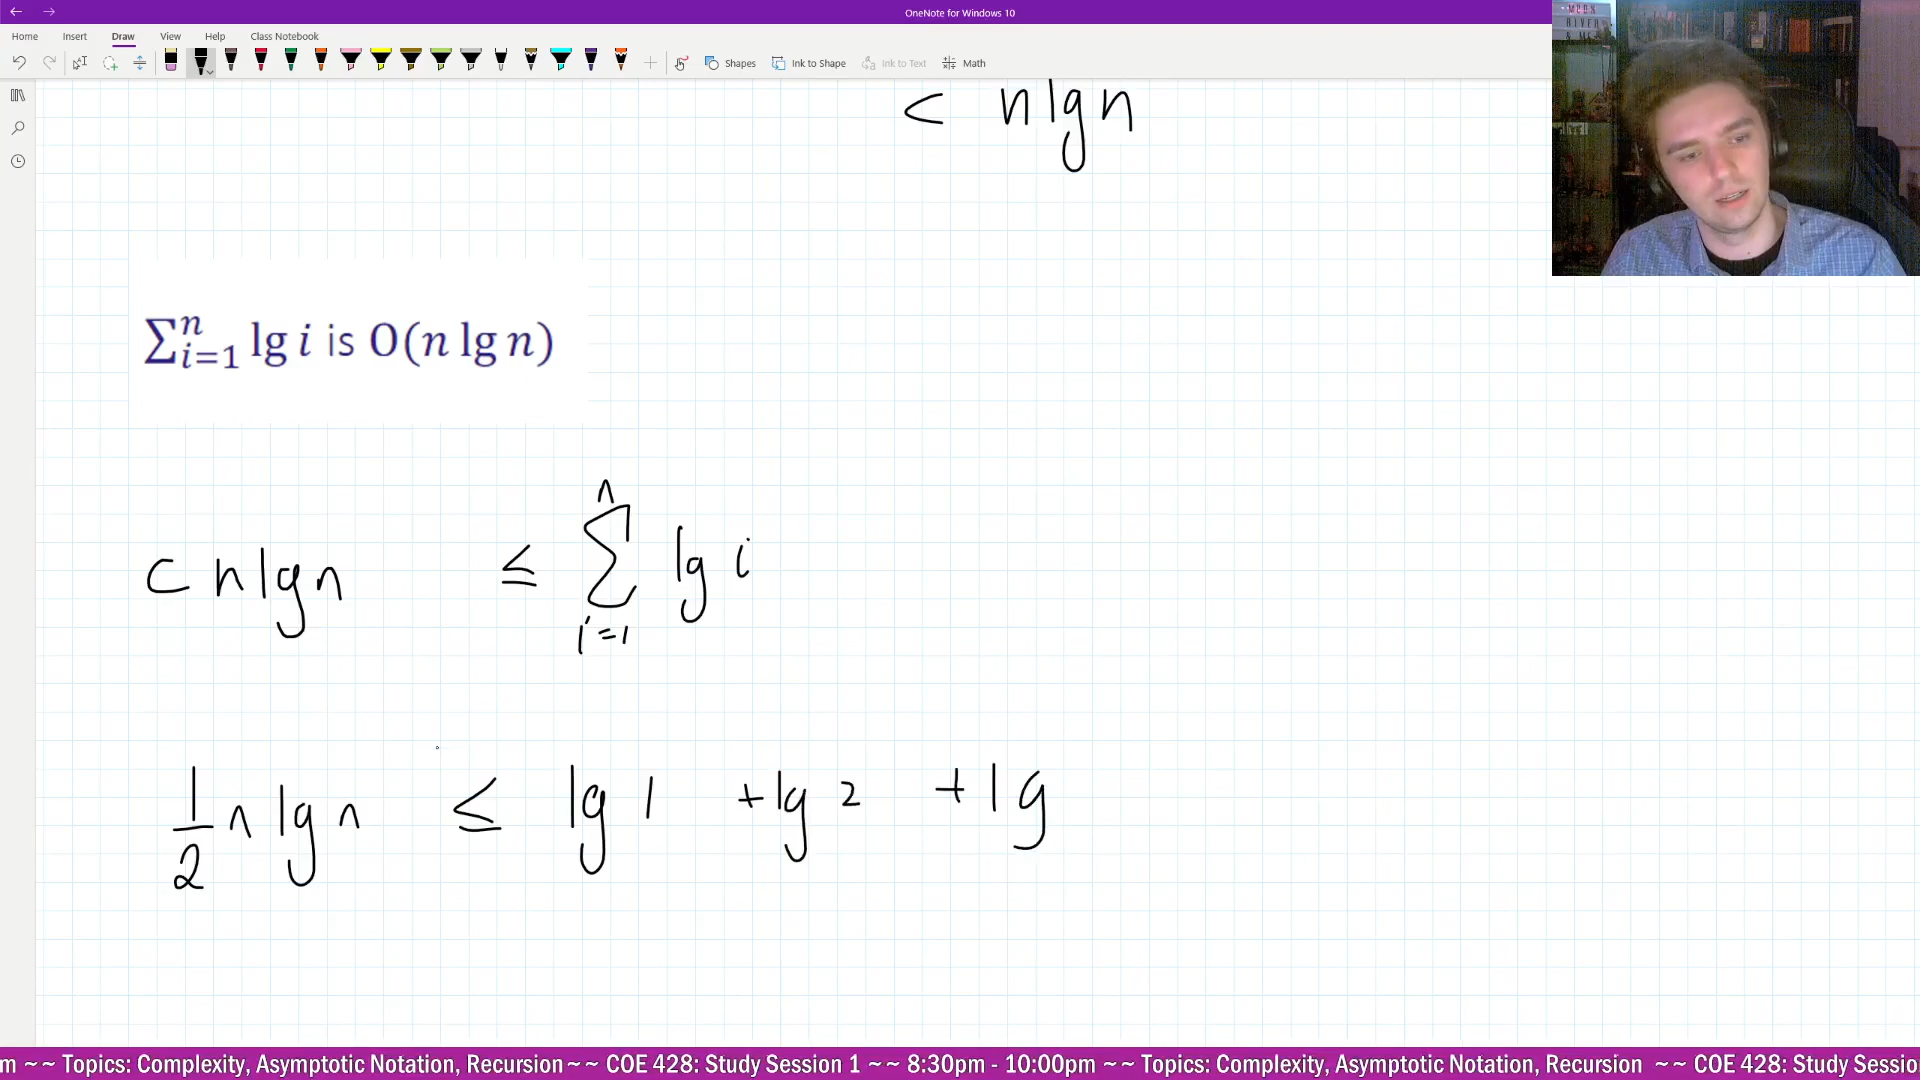 OneNote for Windows 10
MOON
RIVER
Home Insert Draw View Help Class Notebook
Shapes Ink to Shape Ink to Text Math
< n lg n
∑ⁿᵢ₌₁ lg i is O(n lg n)
c n lg n ≤ ∑ⁿᵢ₌₁ lg i
1/2 n lg n ≤ lg 1 + lg 2 + lg
m ~~ Topics: Complexity, Asymptotic Notation, Recursion ~~ COE 428: Study Session 1 ~~ 8:30pm - 10:00pm ~~ Topics: Complexity, Asymptotic Notation, Recursion ~~ COE 428: Study Sessio